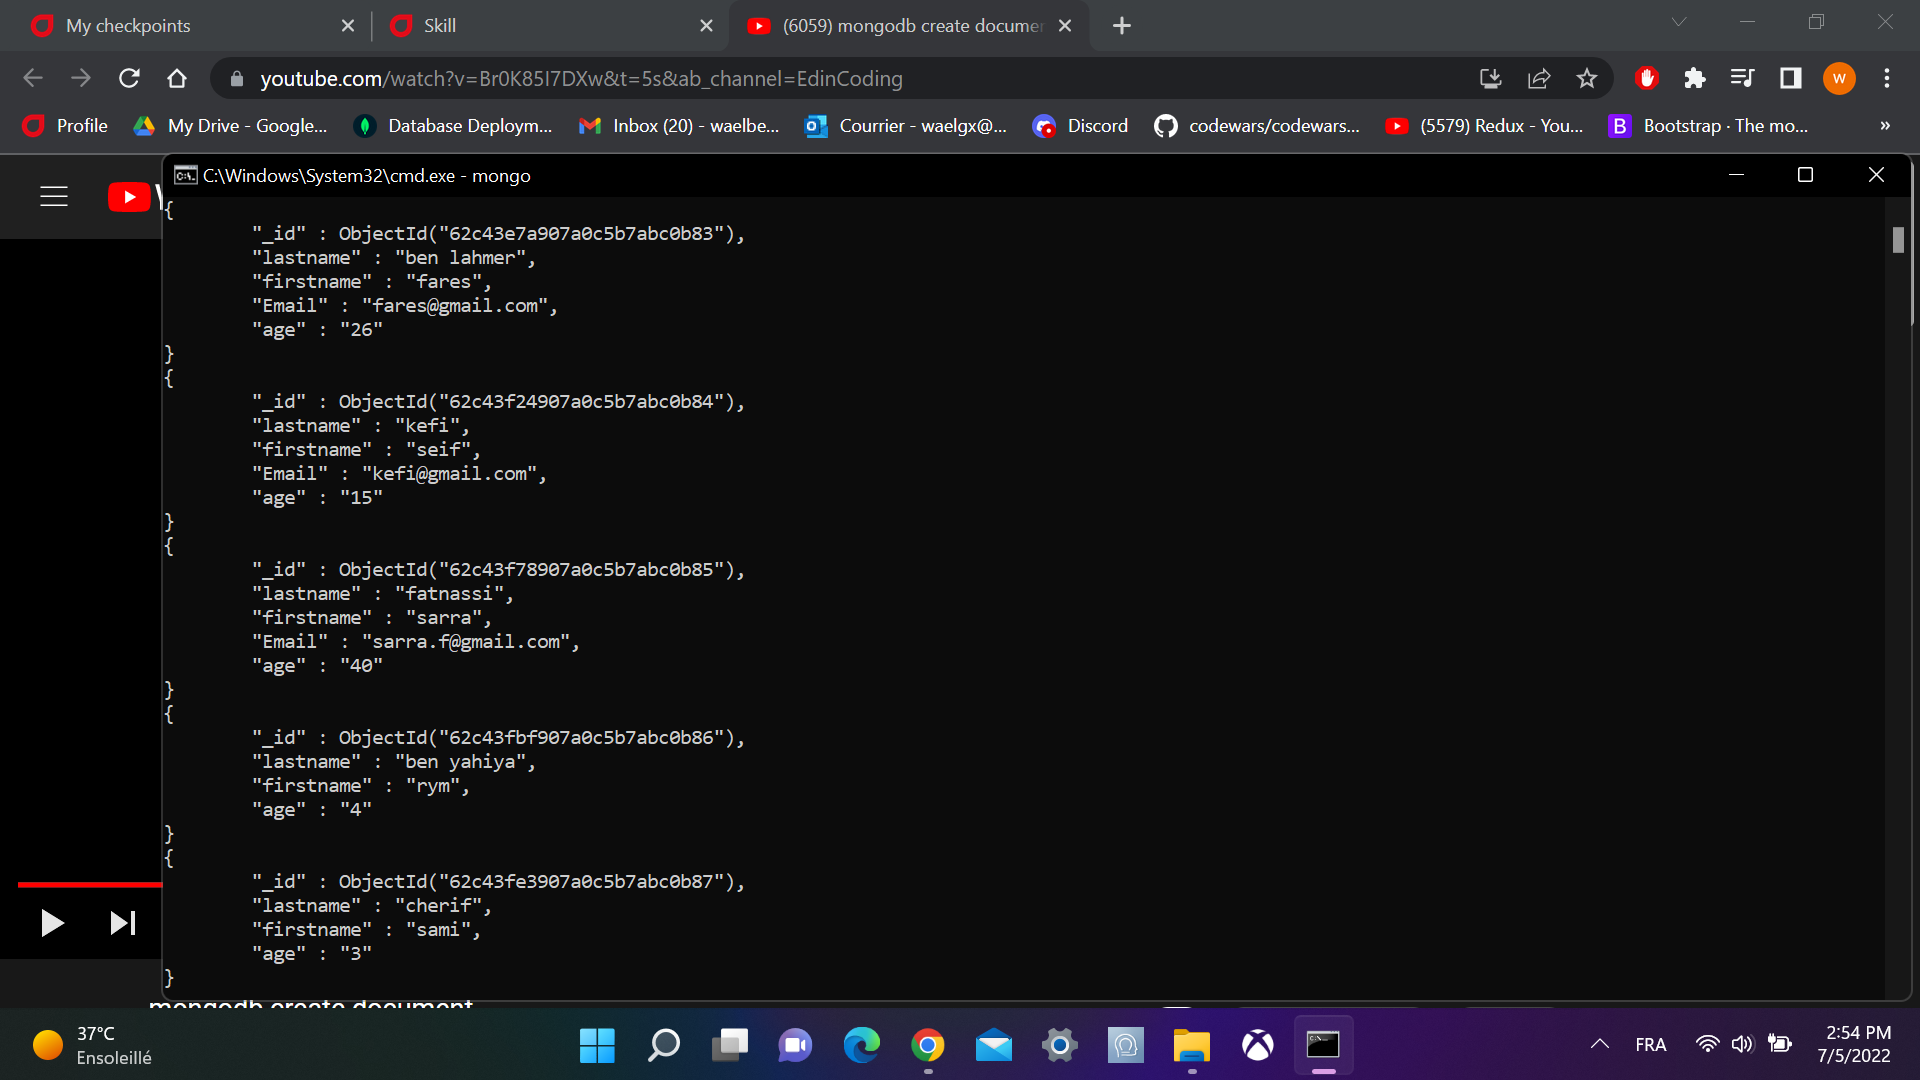 My checkpoints
Skill
(6059) mongodb create documen
youtube.com/watch?v=Br0K85I7DXw&t=5s&ab_channel=EdinCoding
W
Profile
My Drive - Google...
Database Deploym...
Inbox (20) - waelbe...
Courrier - waelgx@...
Discord
codewars/codewars...
(5579) Redux - You...
B
Bootstrap · The mo...
»
C:\Windows\System32\cmd.exe - mongo
{
"_id" : ObjectId("62c43e7a907a0c5b7abc0b83"),
"lastname" : "ben lahmer",
"firstname" : "fares",
"Email" : "fares@gmail.com",
"age" : "26"
}
{
"_id" : ObjectId("62c43f24907a0c5b7abc0b84"),
"lastname" : "kefi",
"firstname" : "seif",
"Email" : "kefi@gmail.com",
"age" : "15"
}
{
"_id" : ObjectId("62c43f78907a0c5b7abc0b85"),
"lastname" : "fatnassi",
"firstname" : "sarra",
"Email" : "sarra.f@gmail.com",
"age" : "40"
}
{
"_id" : ObjectId("62c43fbf907a0c5b7abc0b86"),
"lastname" : "ben yahiya",
"firstname" : "rym",
"age" : "4"
}
{
"_id" : ObjectId("62c43fe3907a0c5b7abc0b87"),
"lastname" : "cherif",
"firstname" : "sami",
"age" : "3"
}
mongodb create document
37°C
Ensoleillé
FRA
2:54 PM
7/5/2022